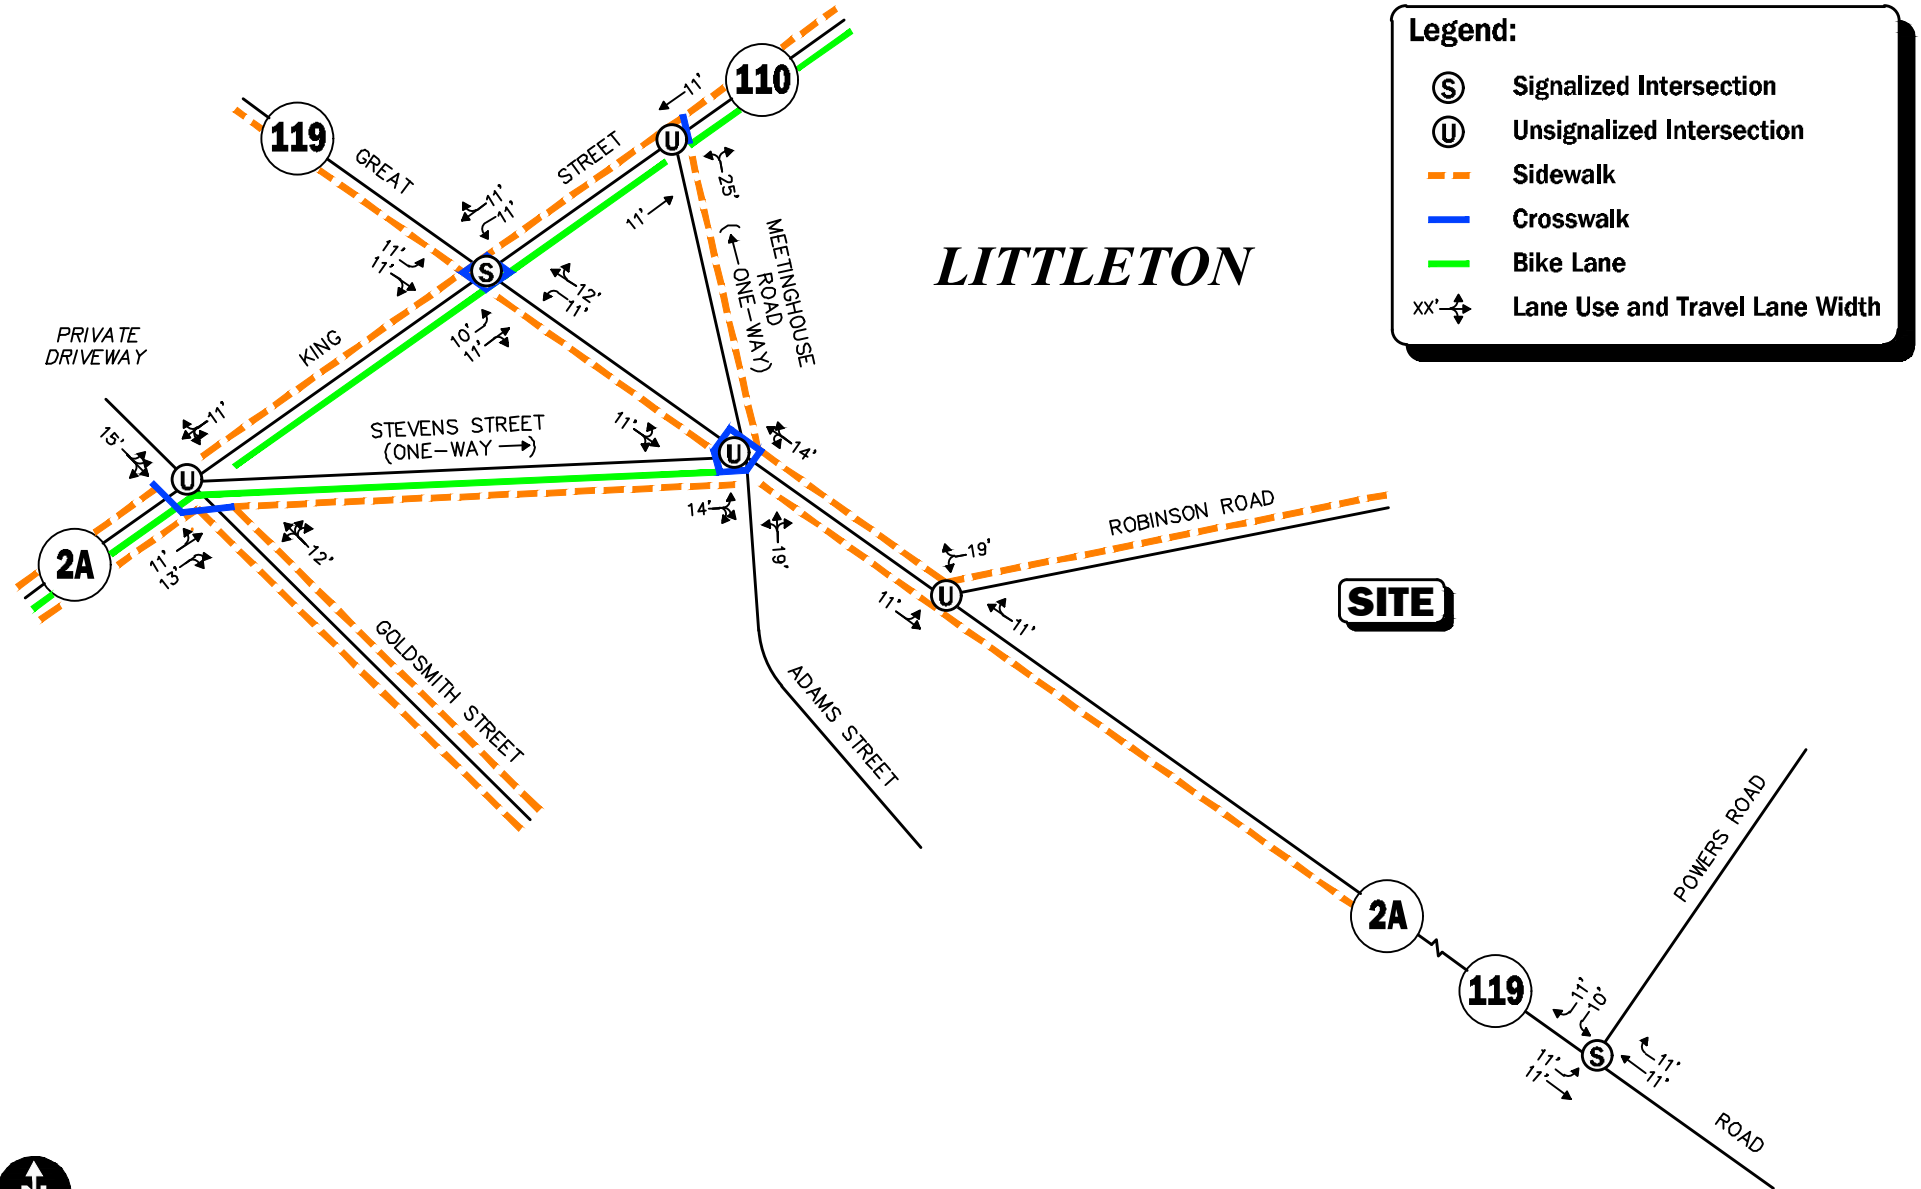 Legend:
S Signalized Intersection
U Unsignalized Intersection
Sidewalk
Crosswalk
Bike Lane
XX' Lane Use and Travel Lane Width
110
11'
119
GREAT
STREET
U
25'
11'
11'
11'
11'
11'
S
12'
11'
10'
11'
MEETINGHOUSE
ROAD
(← ONE-WAY)
LITTLETON
PRIVATE
DRIVEWAY
KING
STEVENS STREET
(ONE-WAY →)
11'
15'
U
11'
U
14'
14'
19'
2A
11'
13'
12'
GOLDSMITH STREET
ADAMS STREET
ROBINSON ROAD
19'
U
11'
11'
SITE
POWERS ROAD
2A
119
11'
10'
S
11'
11'
11'
11'
ROAD